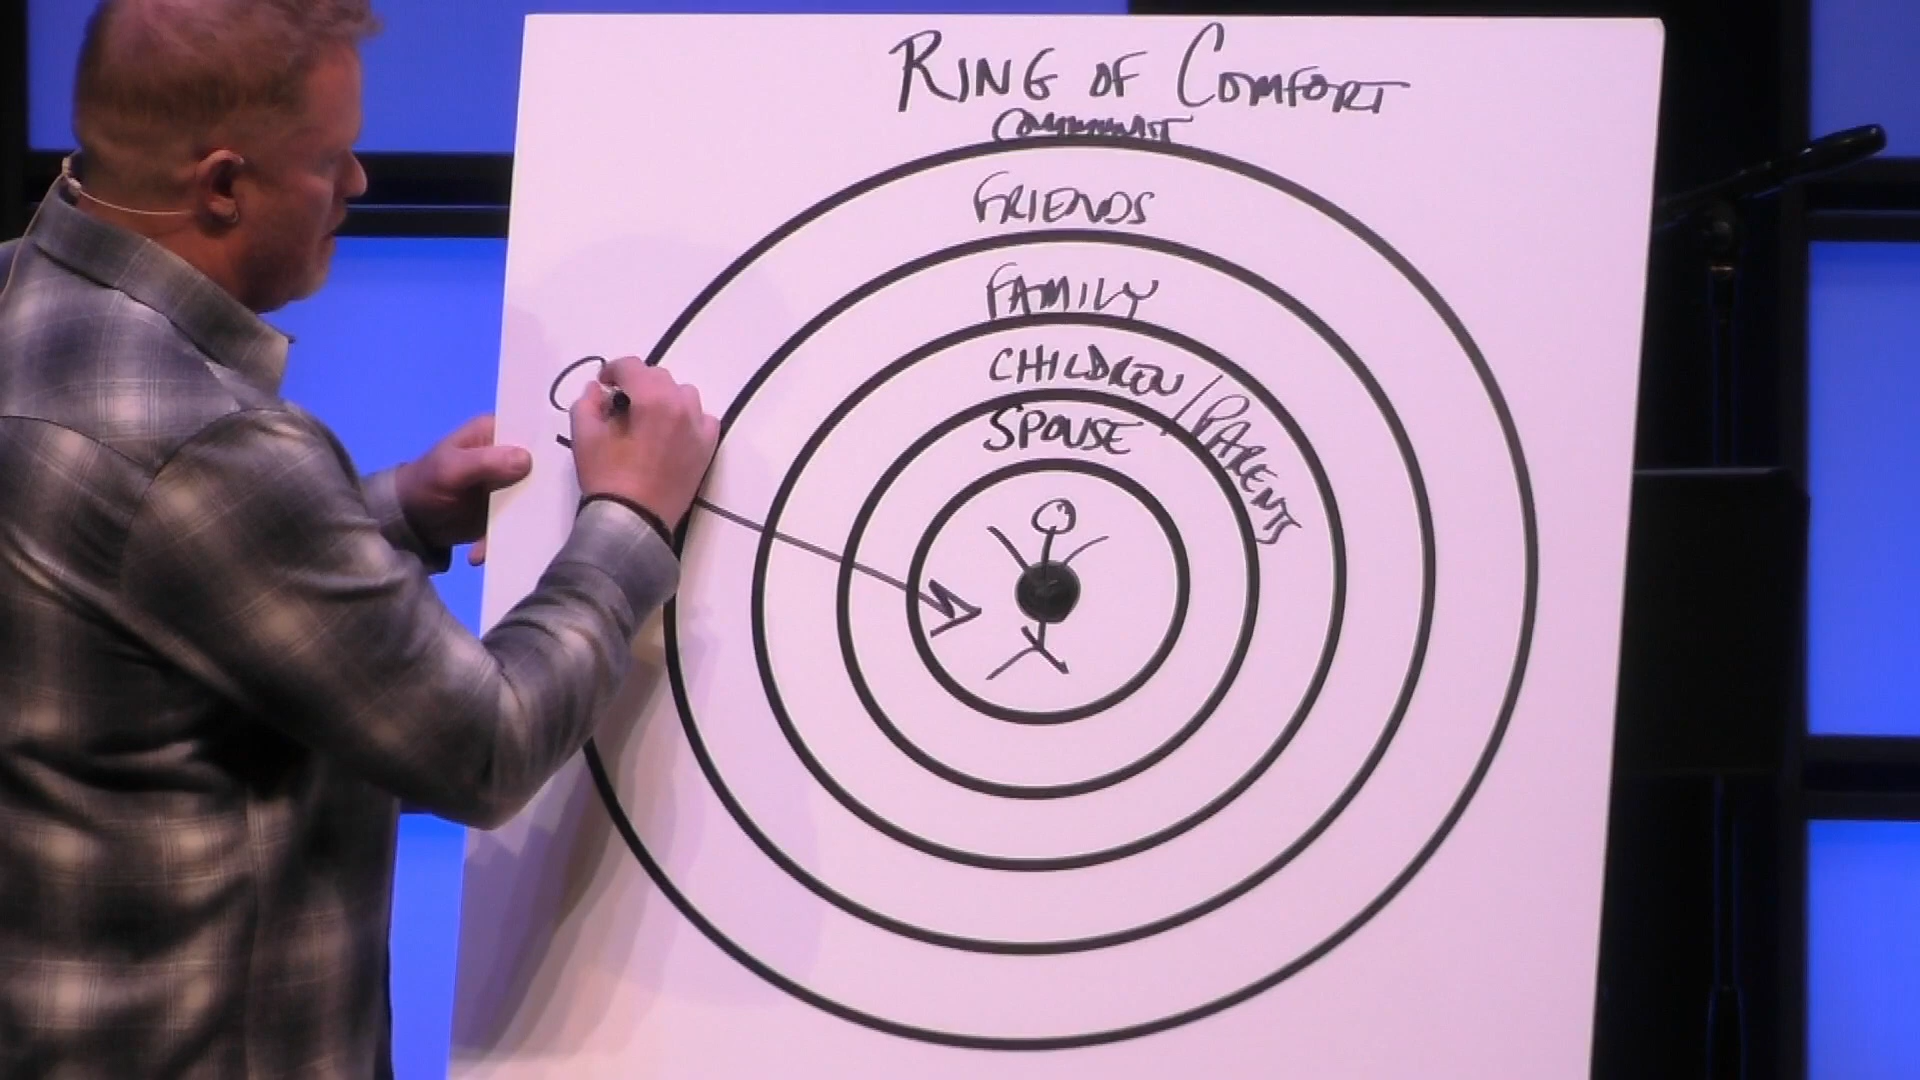 RING OF COMFORT
FRIENDS
FAMILY
CHILDREN/PARENTS
SPOUSE